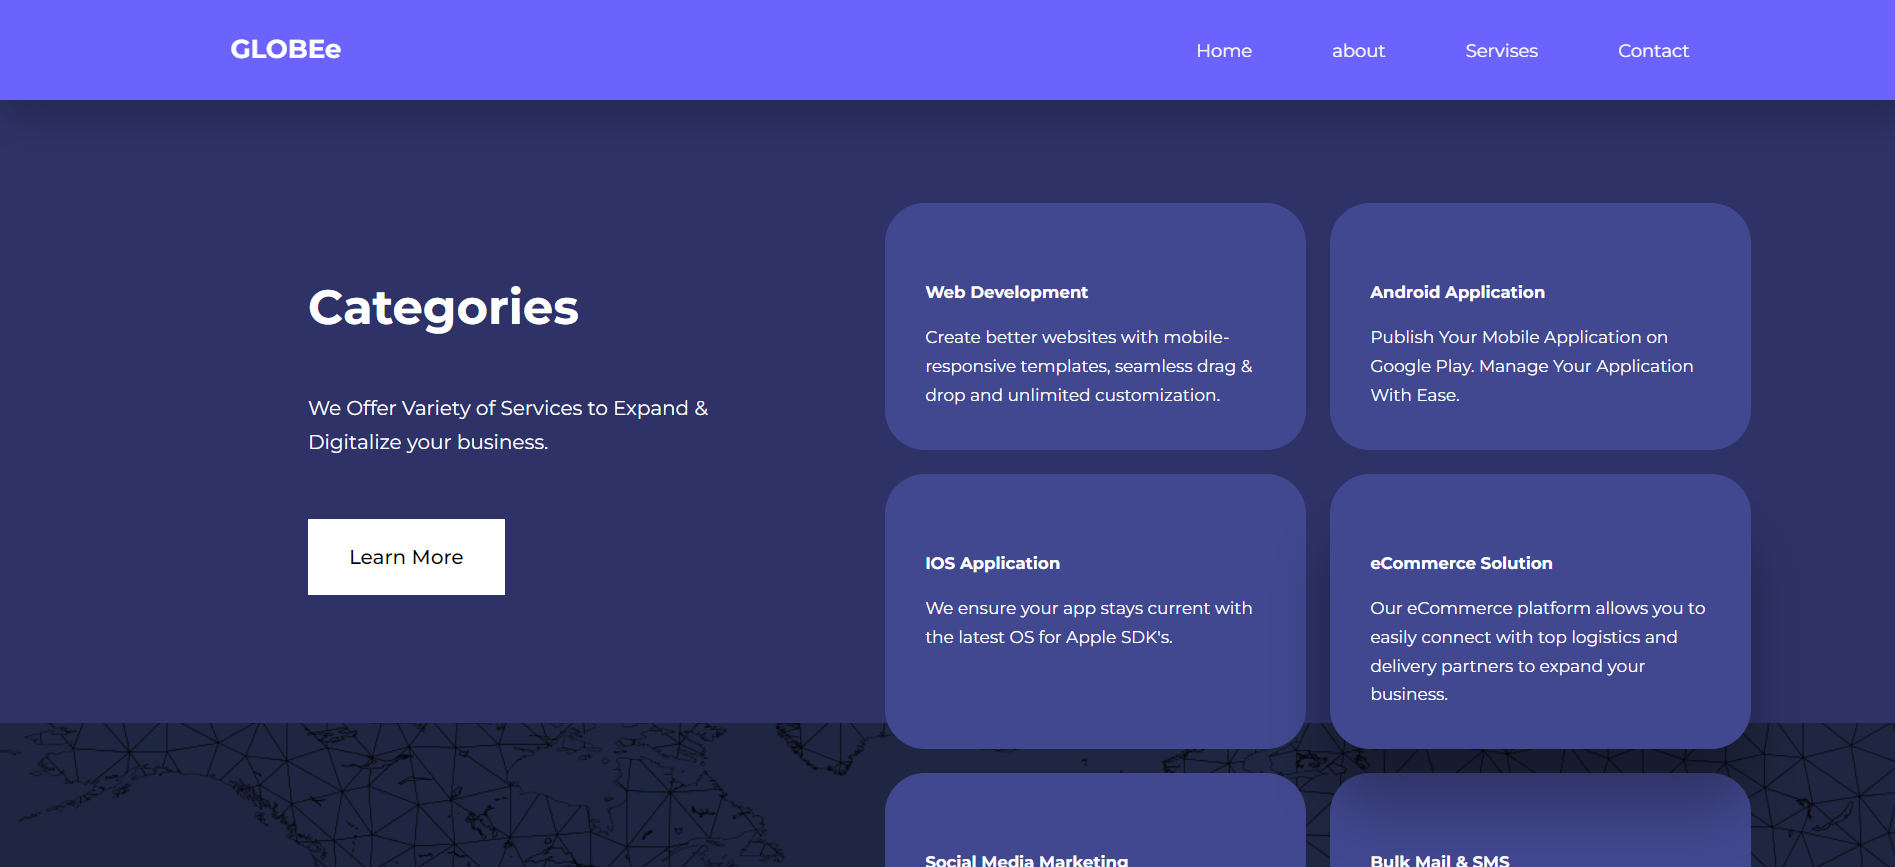 GLOBEe
Home
about
Servises
Contact
Categories
We Offer Variety of Services to Expand &
Digitalize your business.
Learn More
Web Development
Create better websites with mobile-
responsive templates, seamless drag &
drop and unlimited customization.
Android Application
Publish Your Mobile Application on
Google Play. Manage Your Application
With Ease.
IOS Application
We ensure your app stays current with
the latest OS for Apple SDK's.
eCommerce Solution
Our eCommerce platform allows you to
easily connect with top logistics and
delivery partners to expand your
business.
Social Media Marketing
Bulk Mail & SMS